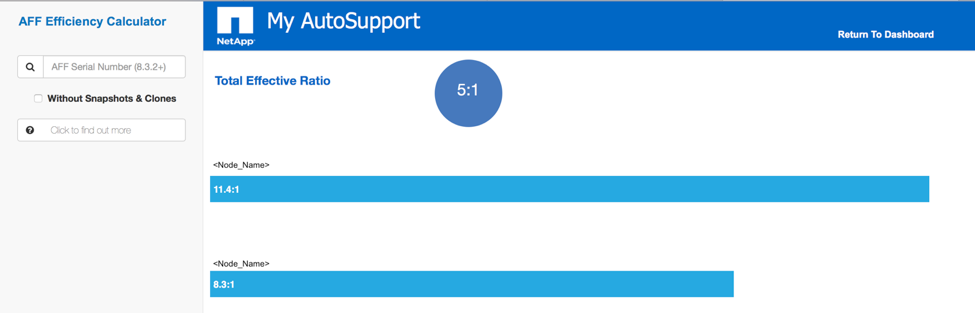 AFF Efficiency Calculator
NetApp®
My AutoSupport
Return To Dashboard
AFF Serial Number (8.3.2+)
Without Snapshots & Clones
Click to find out more
Total Effective Ratio
5:1
<Node_Name>
11.4:1
<Node_Name>
8.3:1